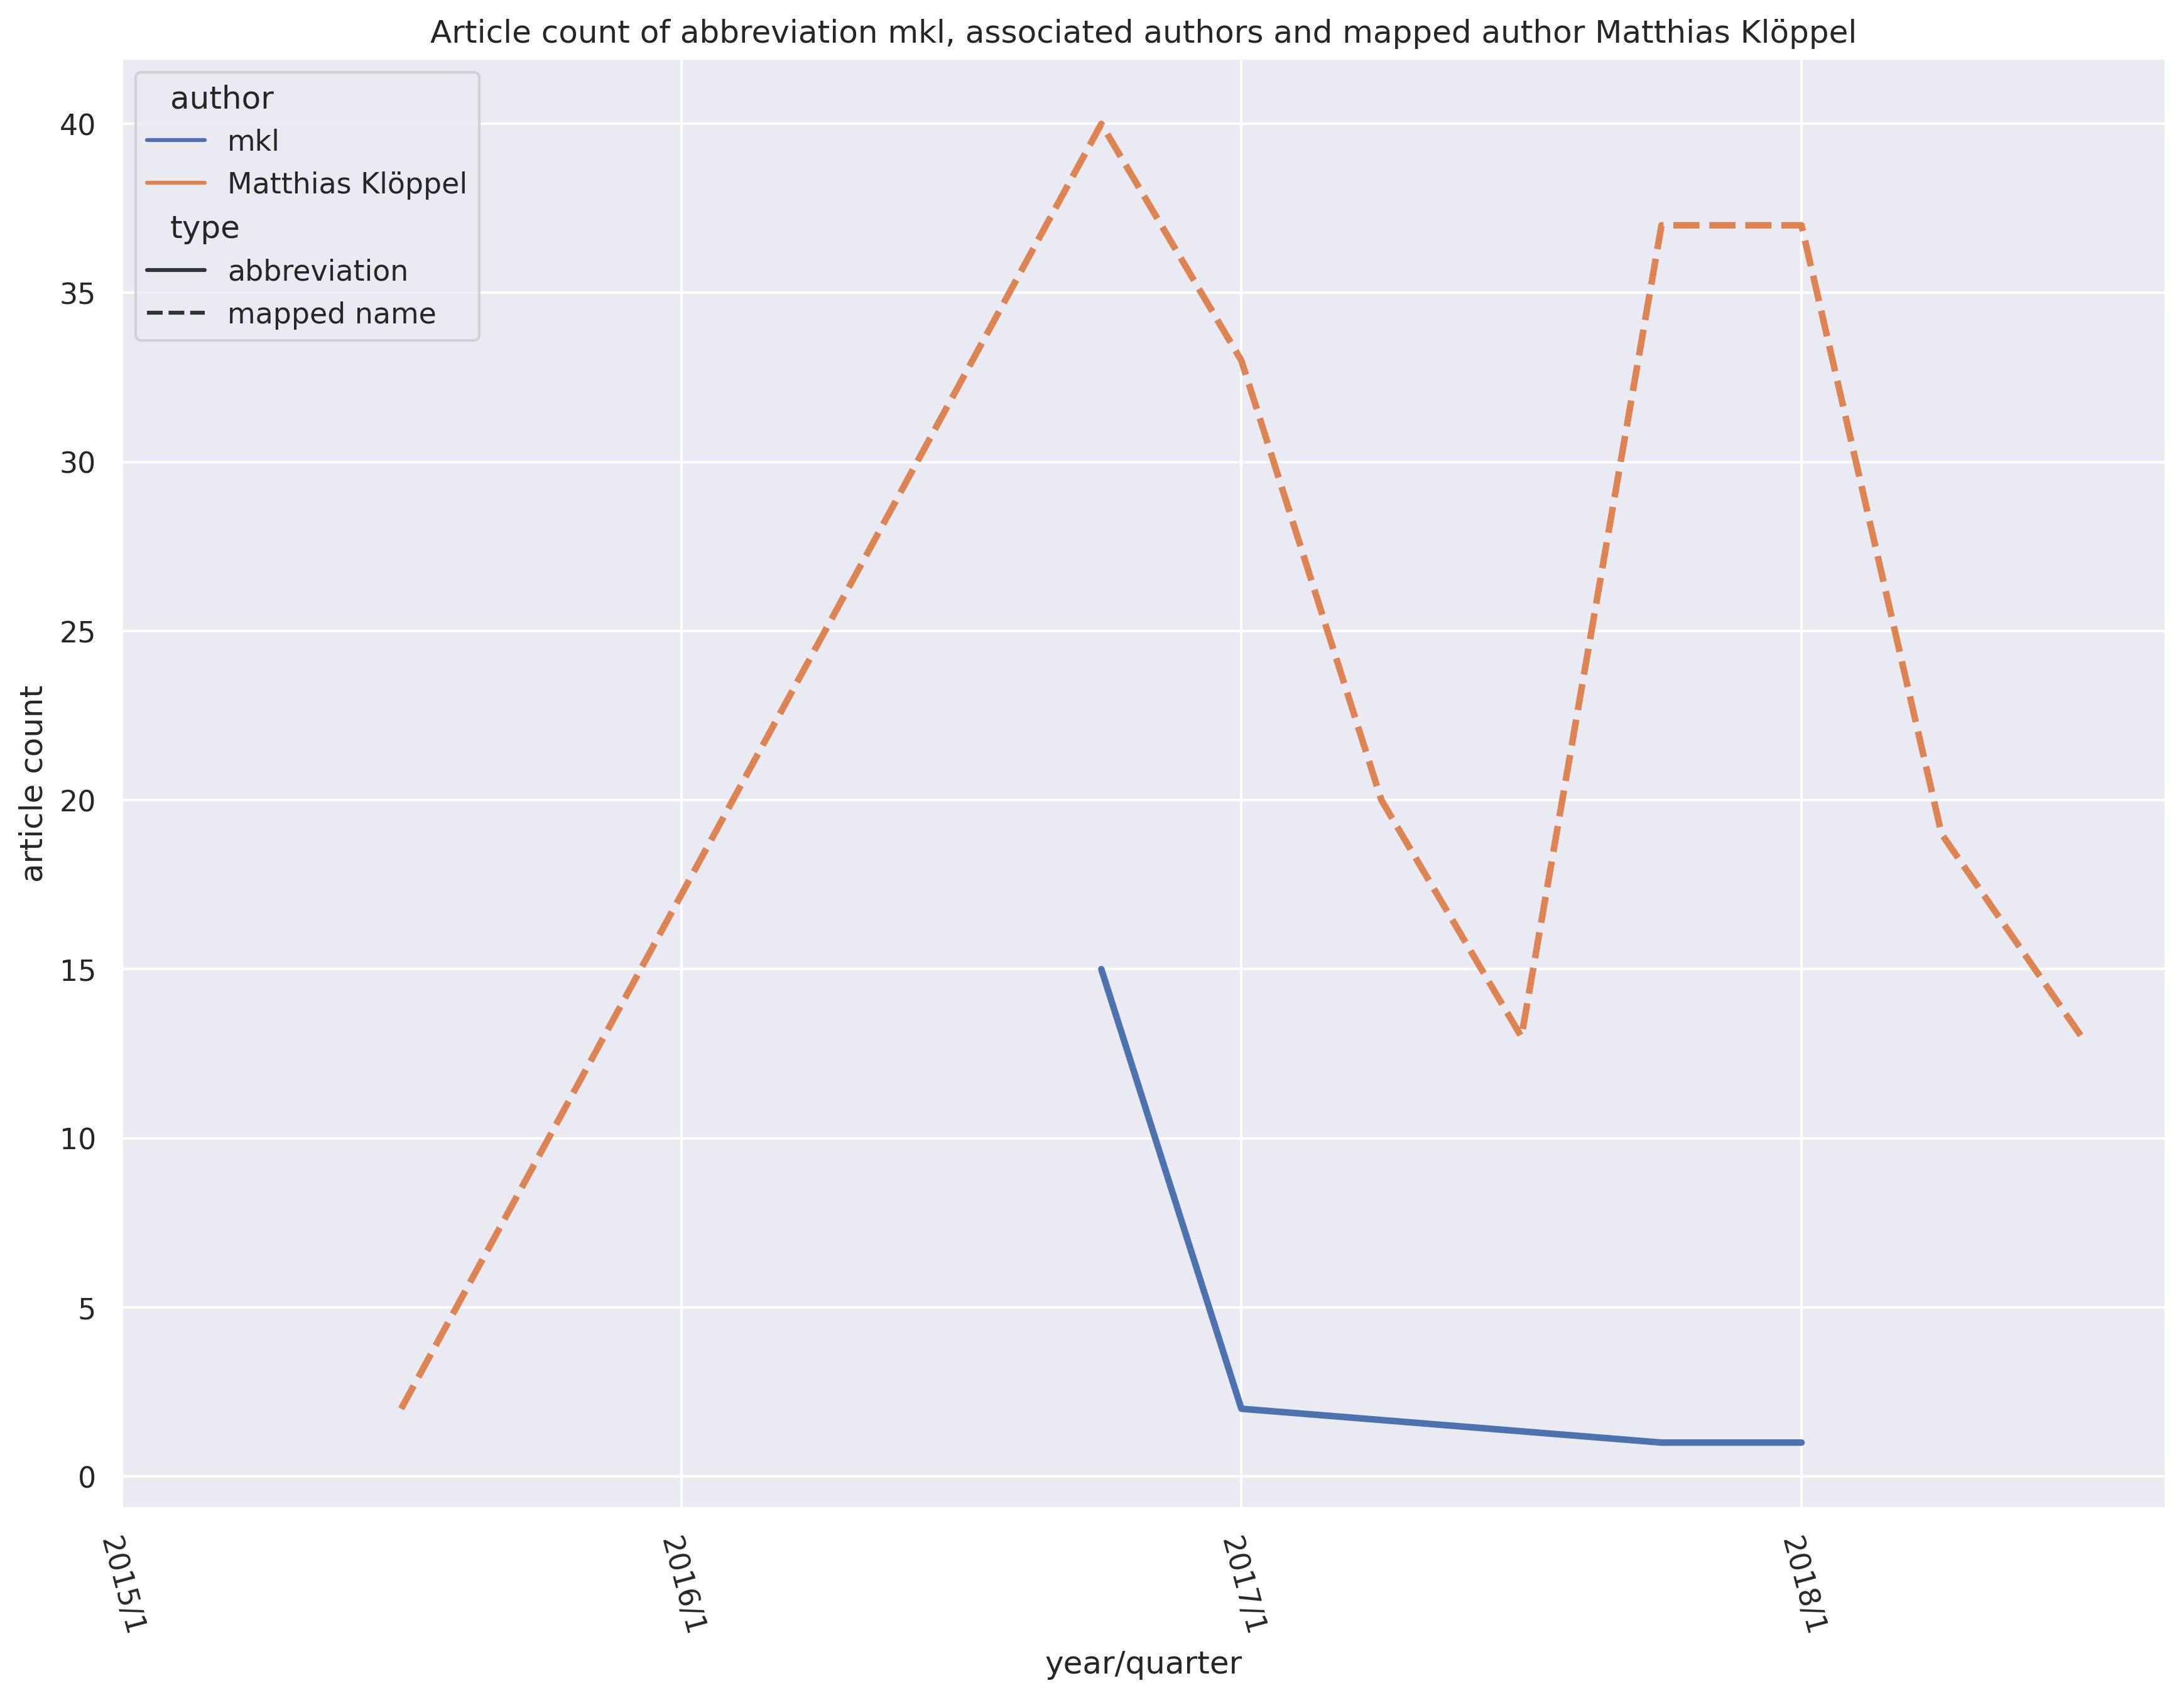 Article count of abbreviation mkl, associated authors and mapped author Matthias Klöppel
author
mkl
Matthias Klöppel
type
abbreviation
mapped name
article count
40
35
30
25
20
15
10
5
0
2015/1
2016/1
2017/1
2018/1
year/quarter